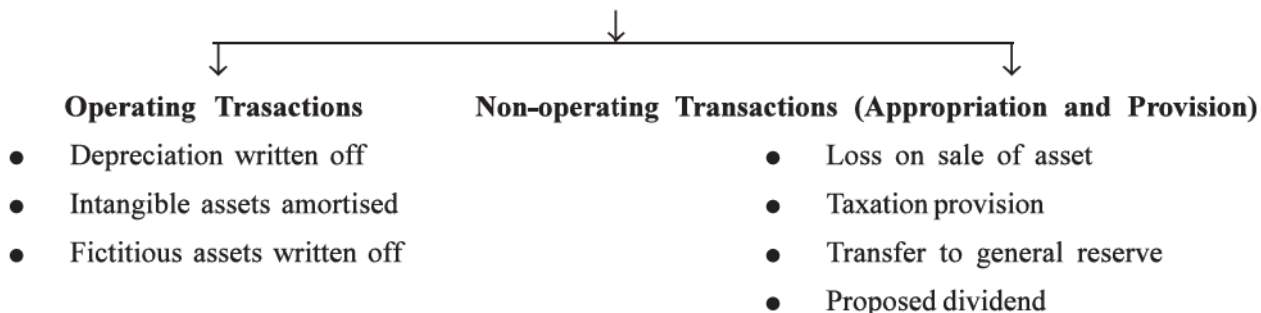 Operating Trasactions
Non-operating Transactions (Appropriation and Provision)
● Depreciation written off
● Intangible assets amortised
● Fictitious assets written off
● Loss on sale of asset
● Taxation provision
● Transfer to general reserve
● Proposed dividend